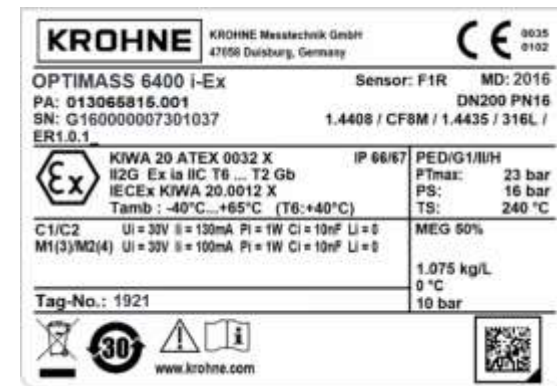 KROHNE
KROHNE Messtechnik GmbH
47058 Duisburg, Germany
CE 0035
0102
OPTIMASS 6400 i-Ex
Sensor: F1R MD: 2016
PA: 013065815.001
DN200 PN16
SN: G160000007301037
1.4408 / CF8M / 1.4435 / 316L /
ER1.0.1_
Ex
KIWA 20 ATEX 0032 X IP 66/67
II2G Ex ia IIC T6 ... T2 Gb
IECEx KIWA 20.0012 X
Tamb : -40°C...+65°C (T6:+40°C)
PED/G1/II/H
PTmax: 23 bar
PS: 16 bar
TS: 240 °C
C1/C2 Ui = 30V Ii = 130mA Pi = 1W Ci = 10nF Li = 0
M1(3)/M2(4) Ui = 30V Ii = 100mA Pi = 1W Ci = 10nF Li = 0
MEG 50%
1.075 kg/L
0 °C
10 bar
Tag-No.: 1921
30
i
www.krohne.com